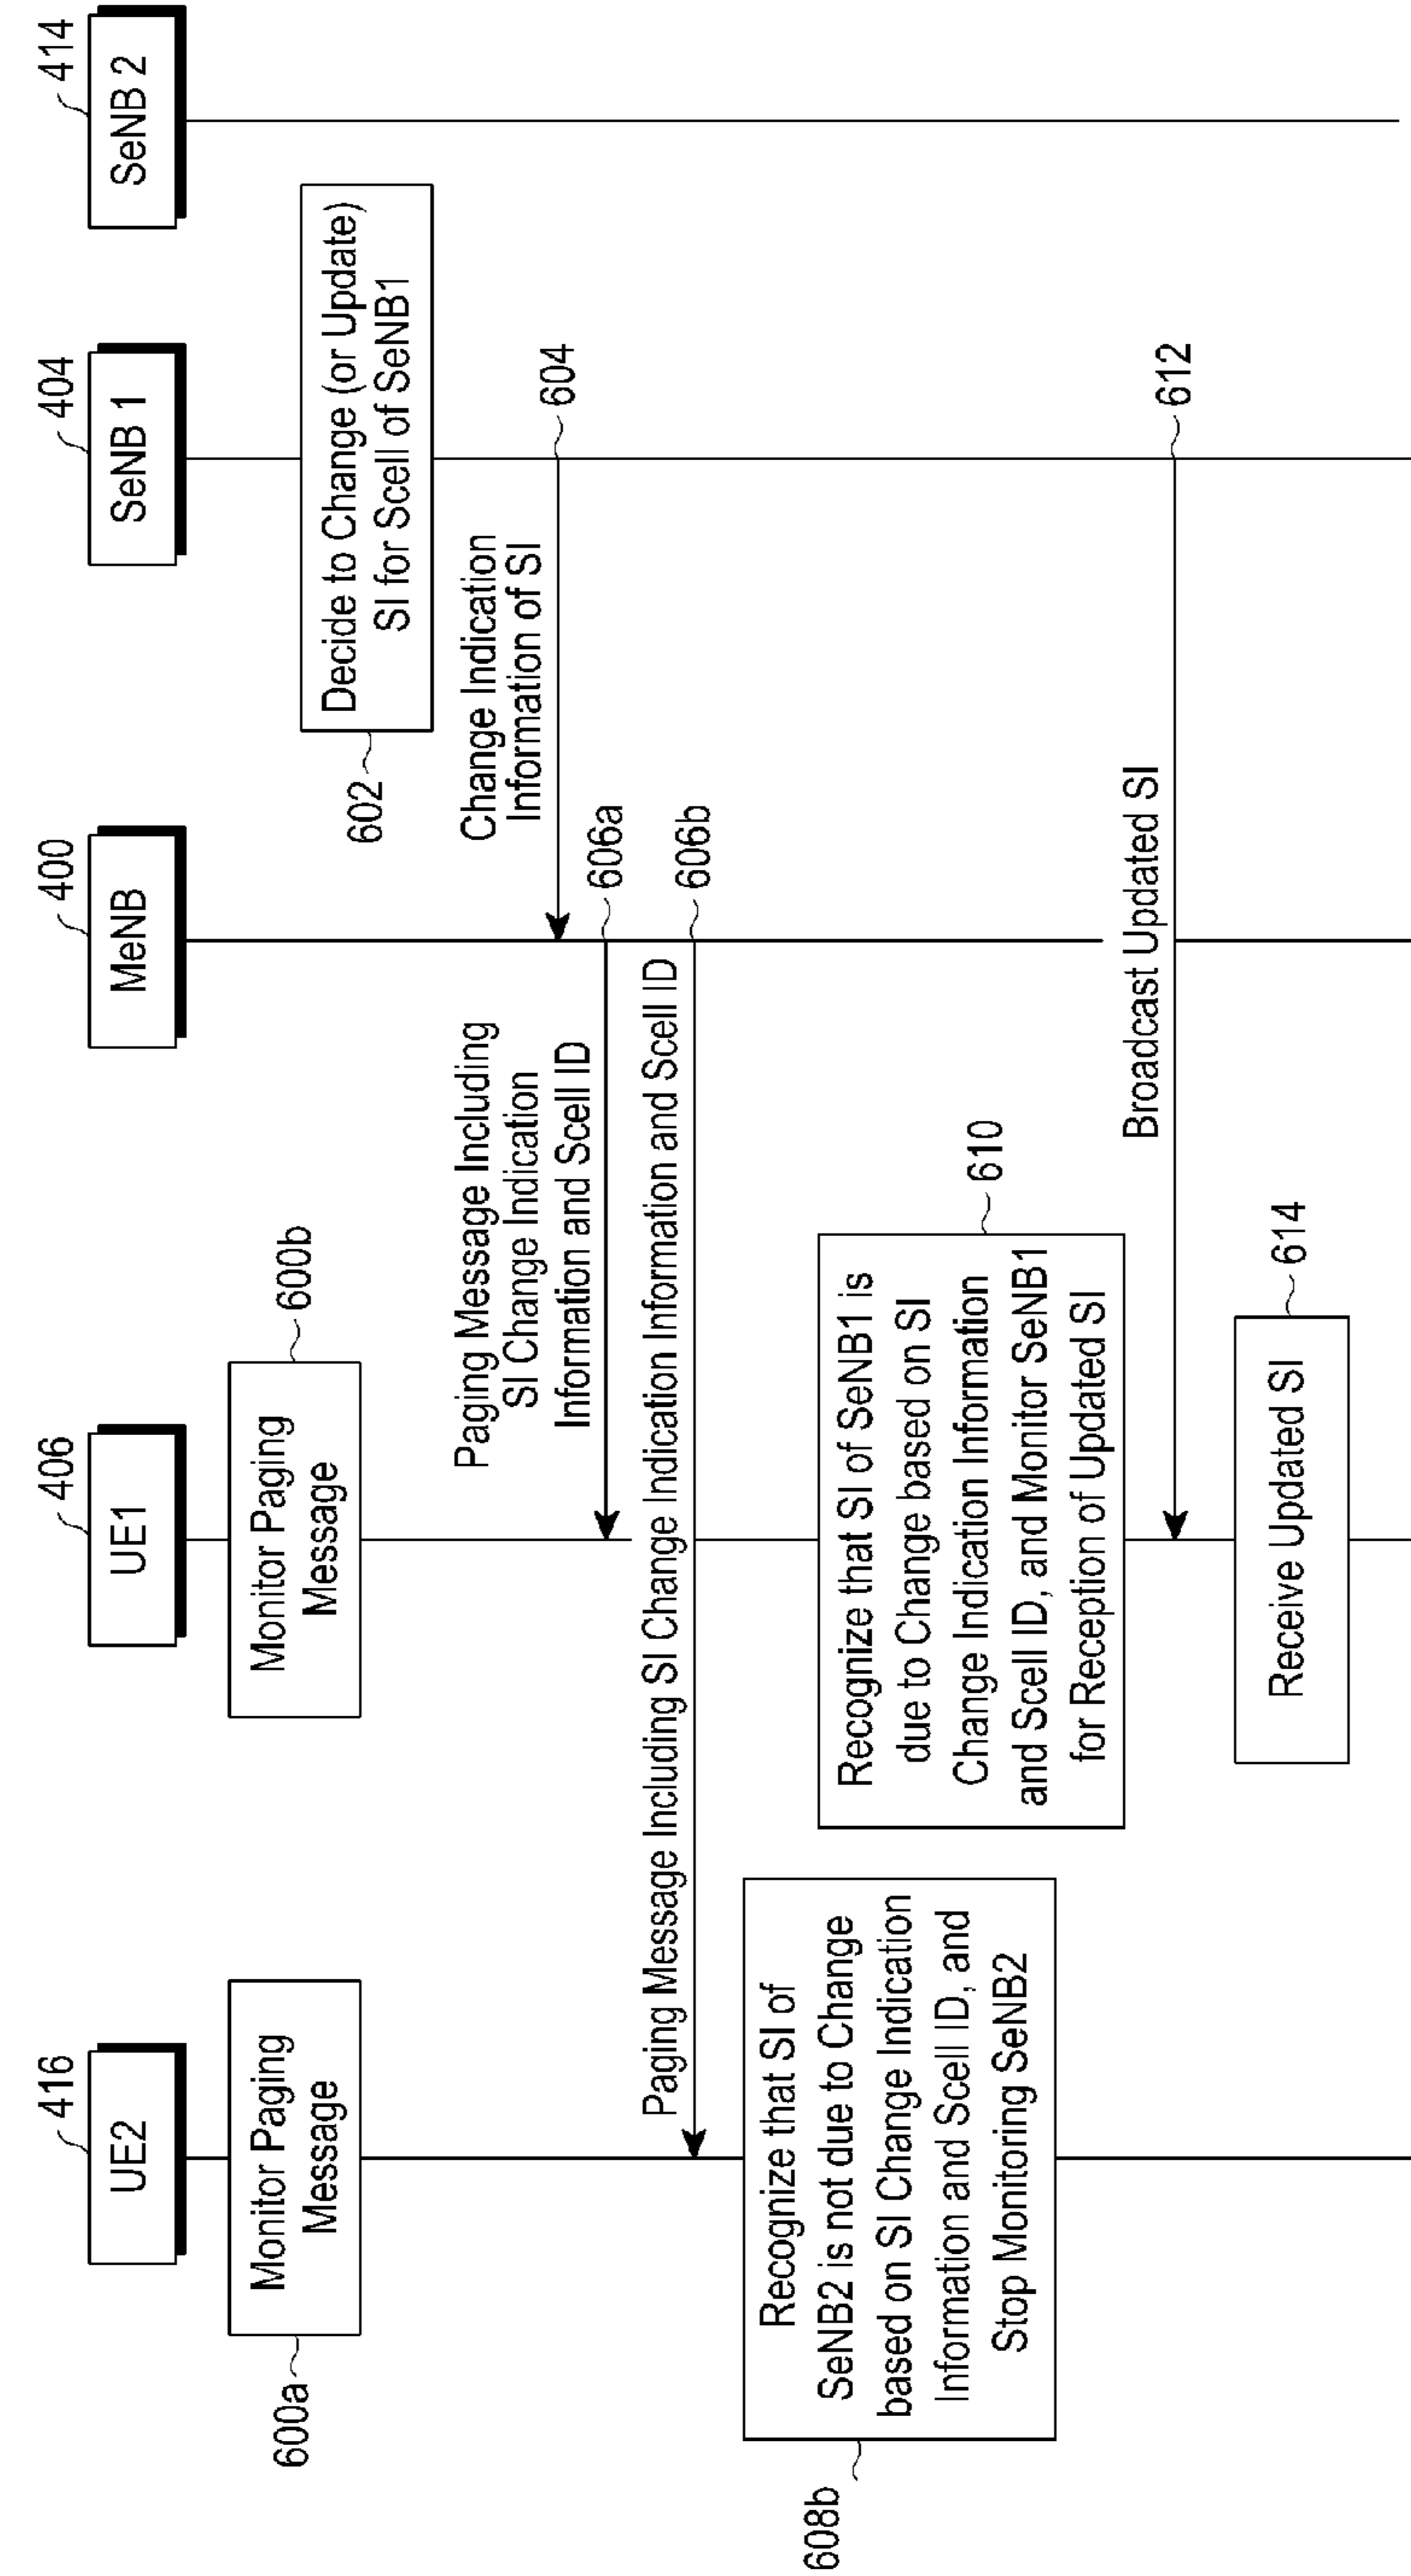 416
UE2
406
UE1
400
MeNB
404
SeNB 1
414
SeNB 2
600a
Monitor Paging
Message
600b
Monitor Paging
Message
602
Decide to Change (or Update)
SI for Scell of SeNB1
604
Change Indication
Information of SI
606a
Paging Message Including
SI Change Indication
Information and Scell ID
606b
Paging Message Including SI Change Indication Information and Scell ID
608b
Recognize that SI of
SeNB2 is not due to Change
based on SI Change Indication
Information and Scell ID, and
Stop Monitoring SeNB2
610
Recognize that SI of SeNB1 is
due to Change based on SI
Change Indication Information
and Scell ID, and Monitor SeNB1
for Reception of Updated SI
612
Broadcast Updated SI
614
Receive Updated SI